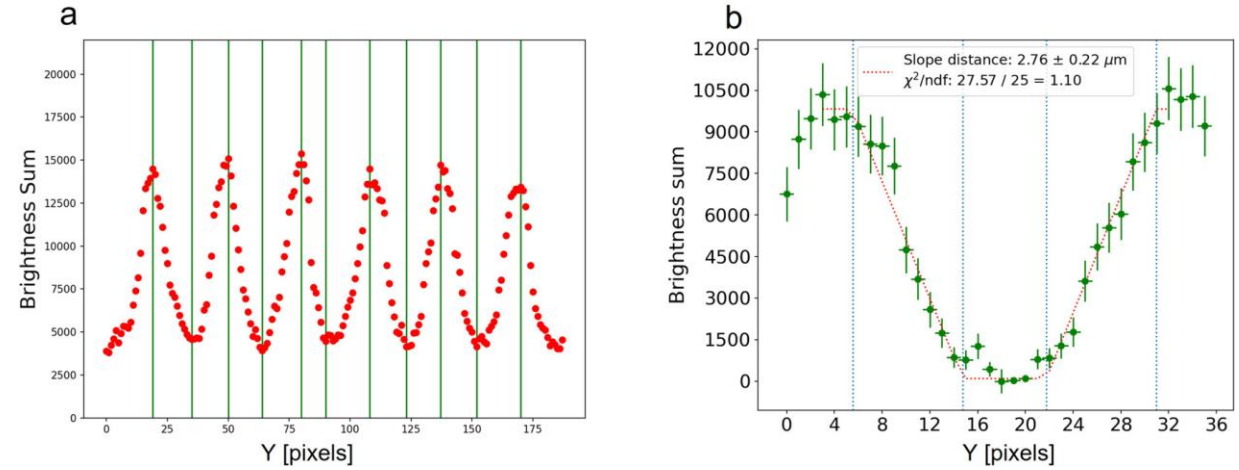 a
Brightness Sum
20000
17500
15000
12500
10000
7500
5000
2500
0
0 25 50 75 100 125 150 175
Y [pixels]
b
Brightness sum
12000
10500
9000
7500
6000
4500
3000
1500
0
Slope distance: 2.76 ± 0.22 μm
χ²/ndf: 27.57 / 25 = 1.10
0 4 8 12 16 20 24 28 32 36
Y [pixels]